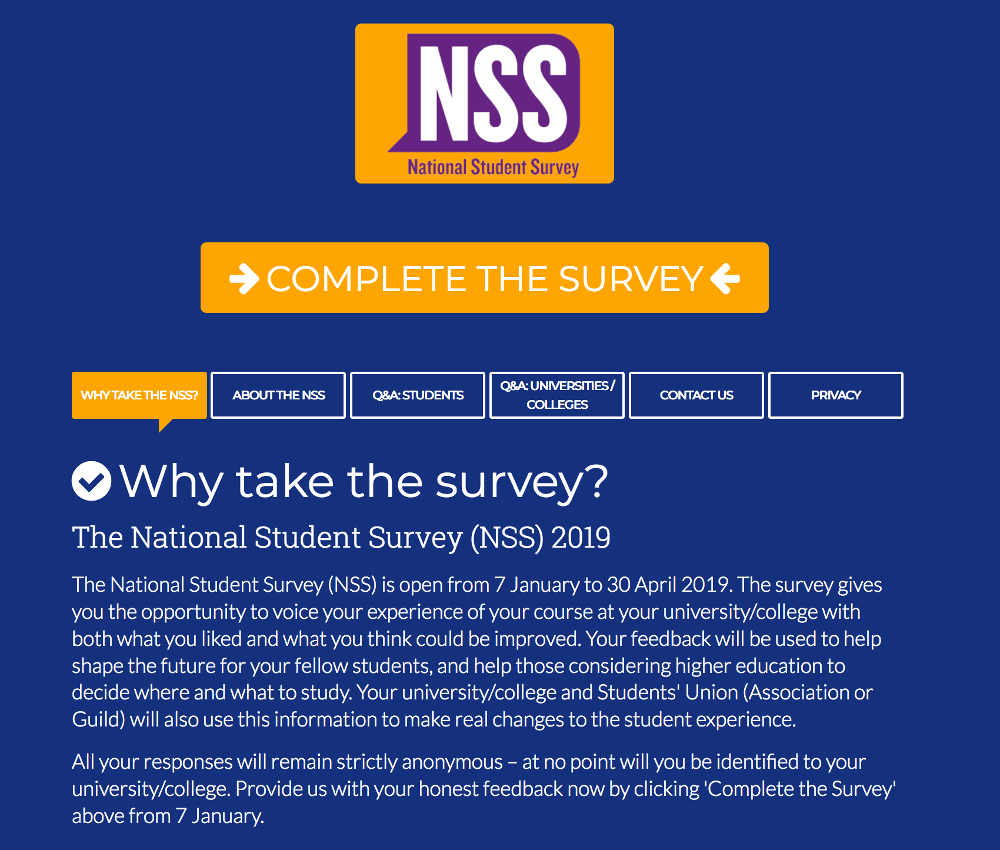 NSS
National Student Survey
COMPLETE THE SURVEY
WHY TAKE THE NSS?
ABOUT THE NSS
Q&A: STUDENTS
Q&A: UNIVERSITIES /
COLLEGES
CONTACT US
PRIVACY
Why take the survey?
The National Student Survey (NSS) 2019
The National Student Survey (NSS) is open from 7 January to 30 April 2019. The survey gives
you the opportunity to voice your experience of your course at your university/college with
both what you liked and what you think could be improved. Your feedback will be used to help
shape the future for your fellow students, and help those considering higher education to
decide where and what to study. Your university/college and Students' Union (Association or
Guild) will also use this information to make real changes to the student experience.
All your responses will remain strictly anonymous – at no point will you be identified to your
university/college. Provide us with your honest feedback now by clicking 'Complete the Survey'
above from 7 January.